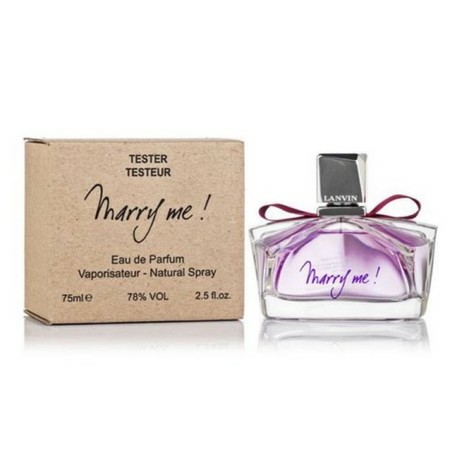 TESTER
TESTEUR
Marry me !
Eau de Parfum
Vaporisateur - Natural Spray
75ml ℮ 78% VOL 2.5 fl.oz.
LANVIN
Marry me !